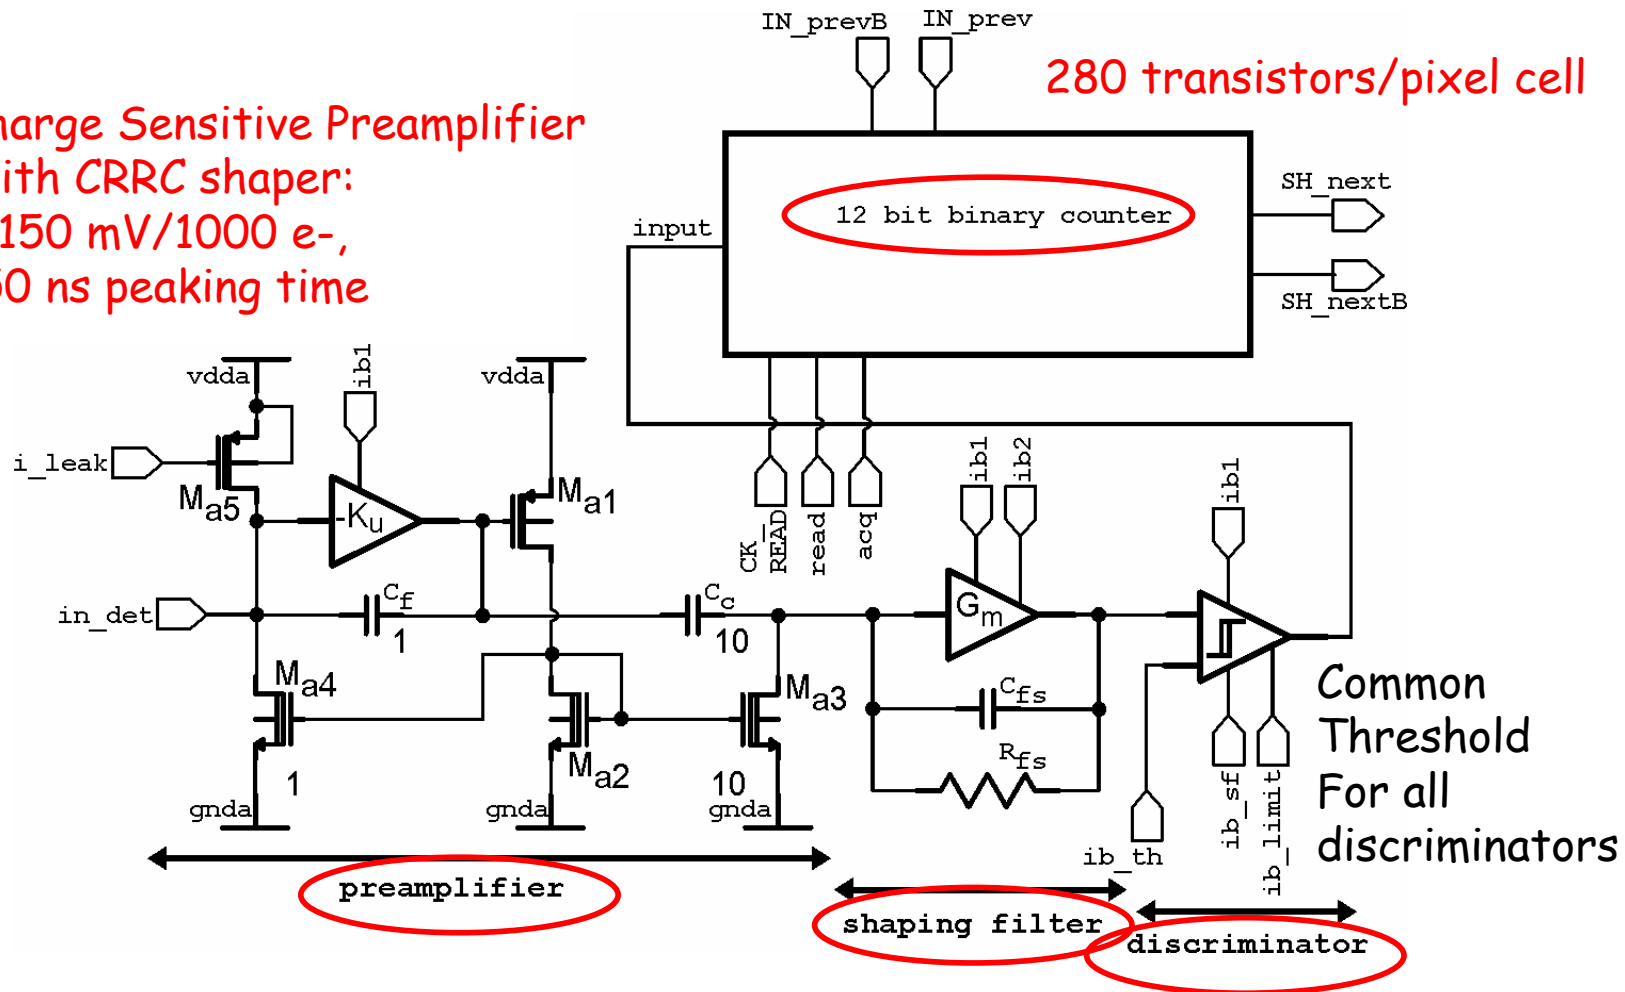 IN_prevB
IN_prev
280 transistors/pixel cell
harge Sensitive Preamplifier
ith CRRC shaper:
150 mV/1000 e-,
0 ns peaking time
input
12 bit binary counter
SH_next
SH_nextB
vdda
ib1
vdda
i_leak
Ma5
-Ku
Ma1
CK_READ
read
acq
ib1
ib2
ib1
in_det
Cf
1
Cc
10
Gm
Ma4
1
Ma2
Ma3
10
Cfs
Rfs
gnda
gnda
gnda
ib_th
ib_sf
ib_limit
Common
Threshold
For all
discriminators
preamplifier
shaping filter
discriminator